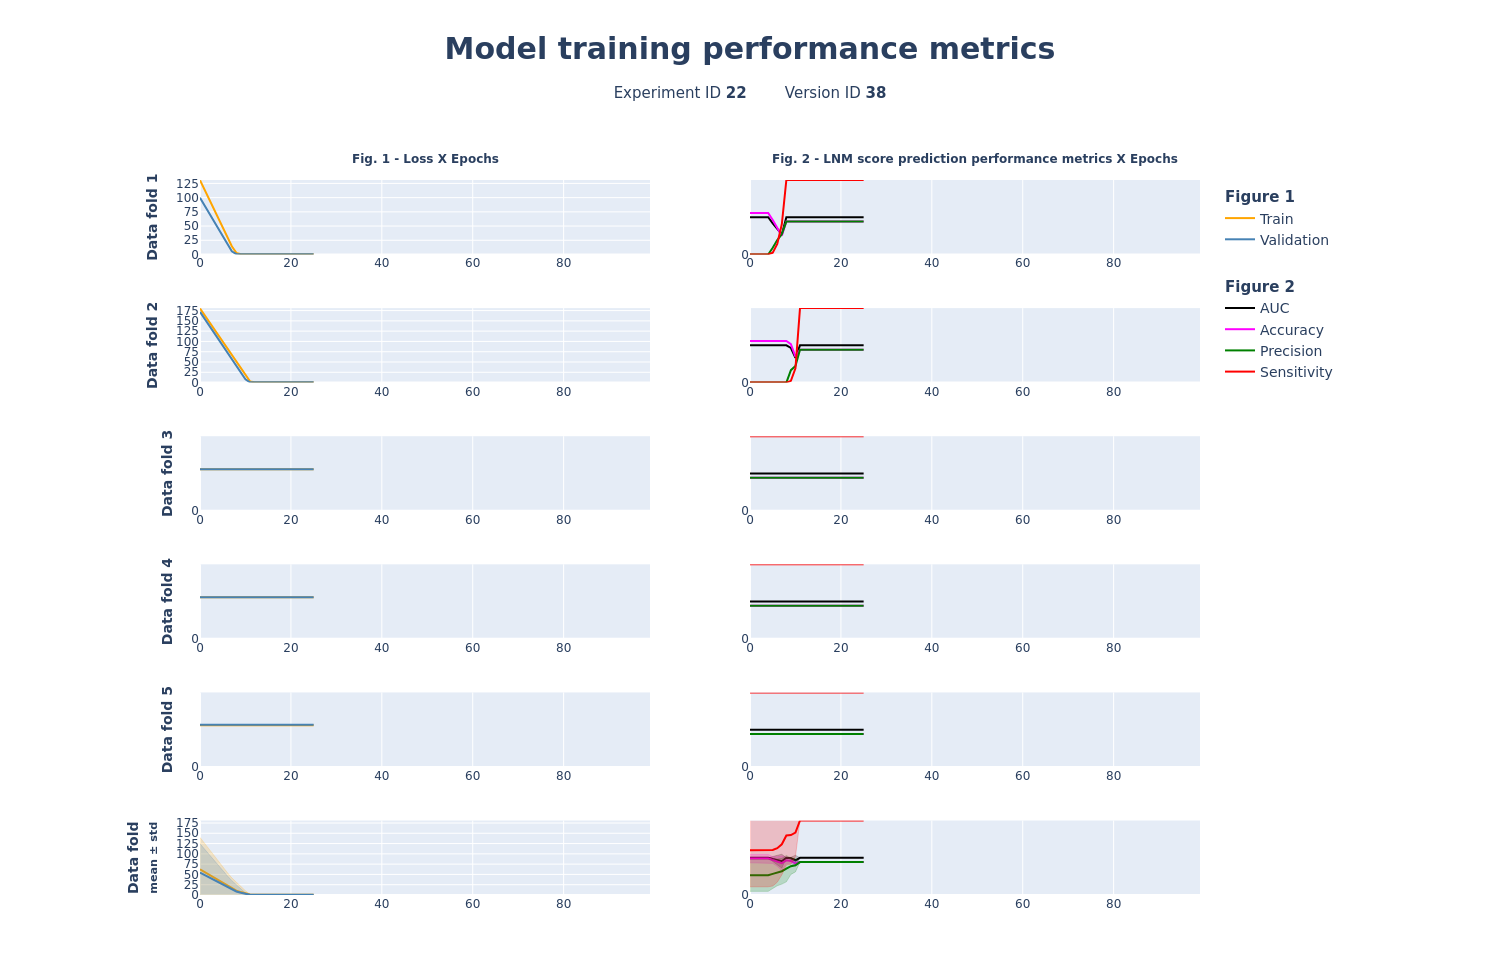 Model training performance metrics
Experiment ID 22 Version ID 38
Fig. 1 - Loss X Epochs
Fig. 2 - LNM score prediction performance metrics X Epochs
Data fold 1
125
100
75
50
25
0
0 20 40 60 80
0
0 20 40 60 80
Figure 1
Train
Validation
Figure 2
AUC
Accuracy
Precision
Sensitivity
Data fold 2
175
150
125
100
75
50
25
0
0 20 40 60 80
0
0 20 40 60 80
Data fold 3
0
0 20 40 60 80
0
0 20 40 60 80
Data fold 4
0
0 20 40 60 80
0
0 20 40 60 80
Data fold 5
0
0 20 40 60 80
0
0 20 40 60 80
Data fold
mean ± std
175
150
125
100
75
50
25
0
0 20 40 60 80
0
0 20 40 60 80